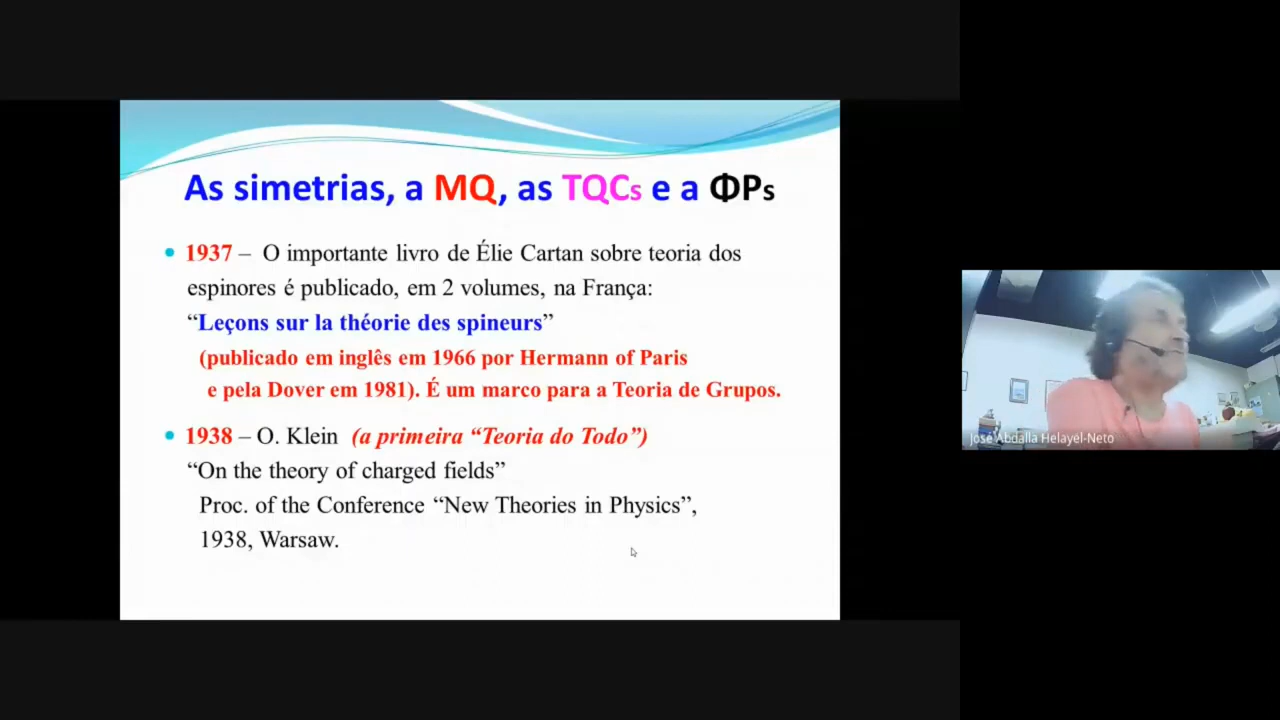 As simetrias, a MQ, as TQCs e a ΦPs
• 1937 – O importante livro de Élie Cartan sobre teoria dos
espinores é publicado, em 2 volumes, na França:
“Leçons sur la théorie des spineurs”
(publicado em inglês em 1966 por Hermann of Paris
e pela Dover em 1981). É um marco para a Teoria de Grupos.
• 1938 – O. Klein (a primeira “Teoria do Todo”)
“On the theory of charged fields”
Proc. of the Conference “New Theories in Physics”,
1938, Warsaw.
José Abdalla Helayël-Neto